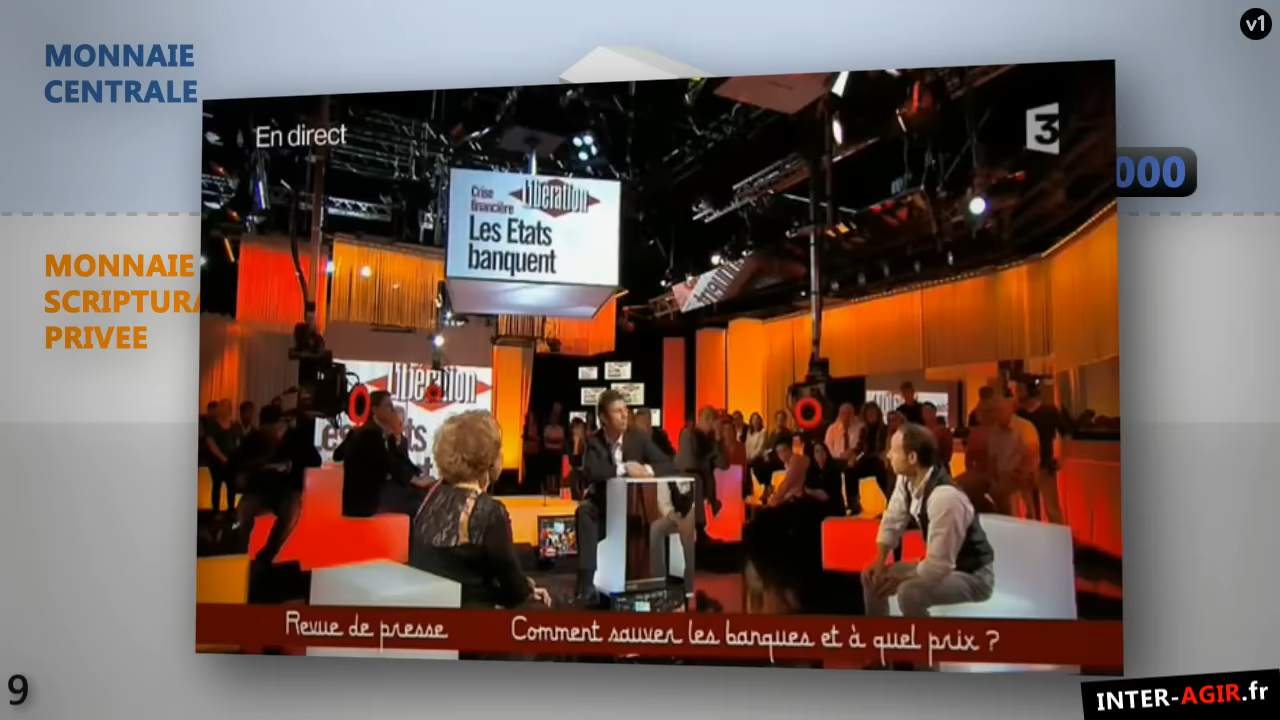 v1
MONNAIE
CENTRALE
En direct
3
000
Crise
financière
Libération
Les Etats
banquent
MONNAIE
SCRIPTURA
PRIVEE
Libération
Revue de presse
Comment sauver les banques et à quel prix ?
9
INTER-AGIR.fr